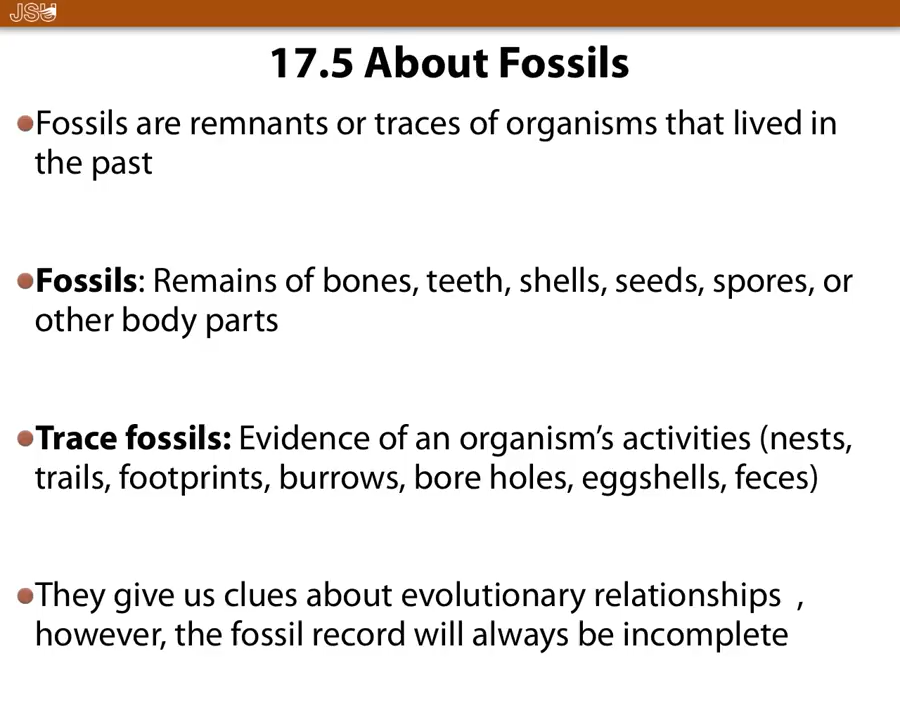 JSU
17.5 About Fossils
Fossils are remnants or traces of organisms that lived in
the past
Fossils: Remains of bones, teeth, shells, seeds, spores, or
other body parts
Trace fossils: Evidence of an organism’s activities (nests,
trails, footprints, burrows, bore holes, eggshells, feces)
They give us clues about evolutionary relationships ,
however, the fossil record will always be incomplete